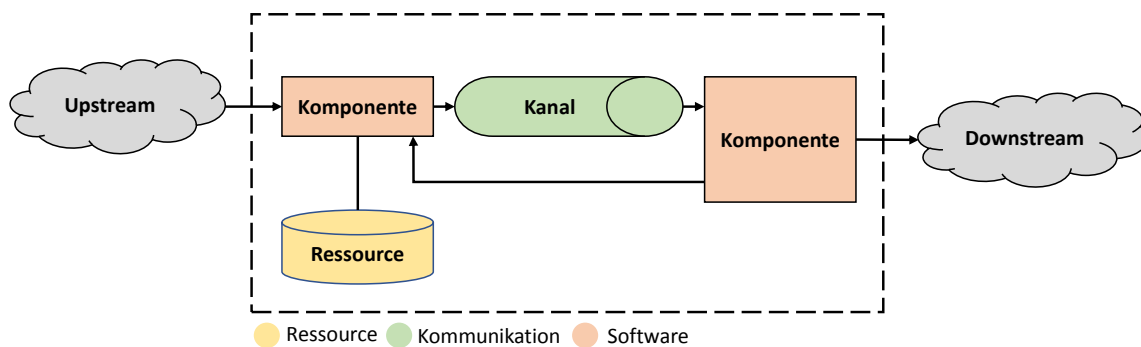 Upstream
Komponente
Kanal
Komponente
Downstream
Ressource
Ressource
Kommunikation
Software